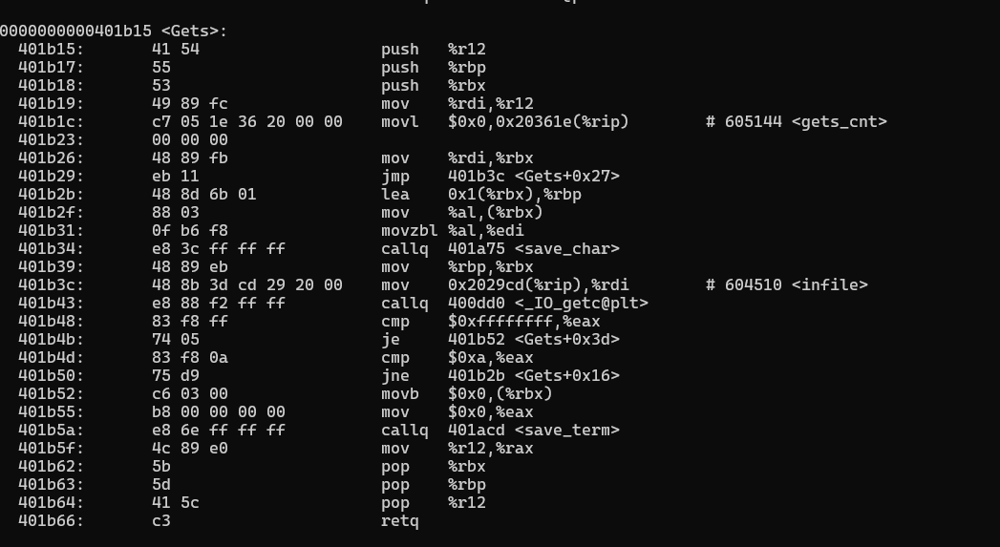 0000000000401b15 <Gets>:
  401b15:	41 54                	push   %r12
  401b17:	55                   	push   %rbp
  401b18:	53                   	push   %rbx
  401b19:	49 89 fc             	mov    %rdi,%r12
  401b1c:	c7 05 1e 36 20 00 00 	movl   $0x0,0x20361e(%rip)        # 605144 <gets_cnt>
  401b23:	00 00 00
  401b26:	48 89 fb             	mov    %rdi,%rbx
  401b29:	eb 11                	jmp    401b3c <Gets+0x27>
  401b2b:	48 8d 6b 01          	lea    0x1(%rbx),%rbp
  401b2f:	88 03                	mov    %al,(%rbx)
  401b31:	0f b6 f8             	movzbl %al,%edi
  401b34:	e8 3c ff ff ff       	callq  401a75 <save_char>
  401b39:	48 89 eb             	mov    %rbp,%rbx
  401b3c:	48 8b 3d cd 29 20 00 	mov    0x2029cd(%rip),%rdi        # 604510 <infile>
  401b43:	e8 88 f2 ff ff       	callq  400dd0 <_IO_getc@plt>
  401b48:	83 f8 ff             	cmp    $0xffffffff,%eax
  401b4b:	74 05                	je     401b52 <Gets+0x3d>
  401b4d:	83 f8 0a             	cmp    $0xa,%eax
  401b50:	75 d9                	jne    401b2b <Gets+0x16>
  401b52:	c6 03 00             	movb   $0x0,(%rbx)
  401b55:	b8 00 00 00 00       	mov    $0x0,%eax
  401b5a:	e8 6e ff ff ff       	callq  401acd <save_term>
  401b5f:	4c 89 e0             	mov    %r12,%rax
  401b62:	5b                   	pop    %rbx
  401b63:	5d                   	pop    %rbp
  401b64:	41 5c                	pop    %r12
  401b66:	c3                   	retq